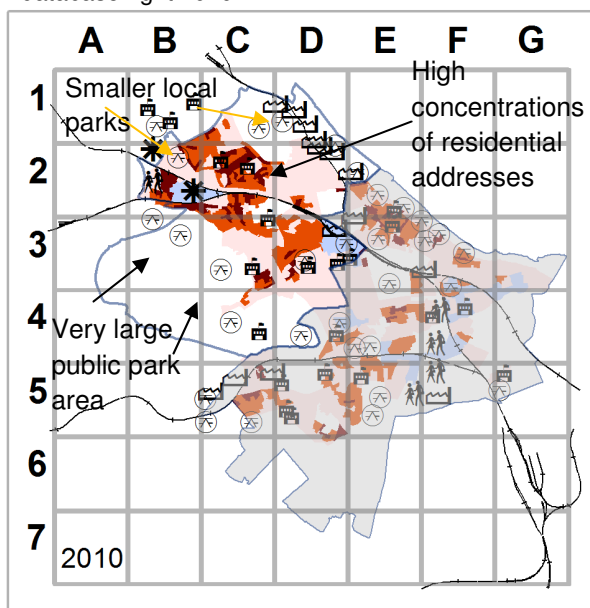 A B C D E F G
1
2
3
4
5
6
7
Smaller local
parks
High
concentrations
of residential
addresses
Very large
public park
area
2010